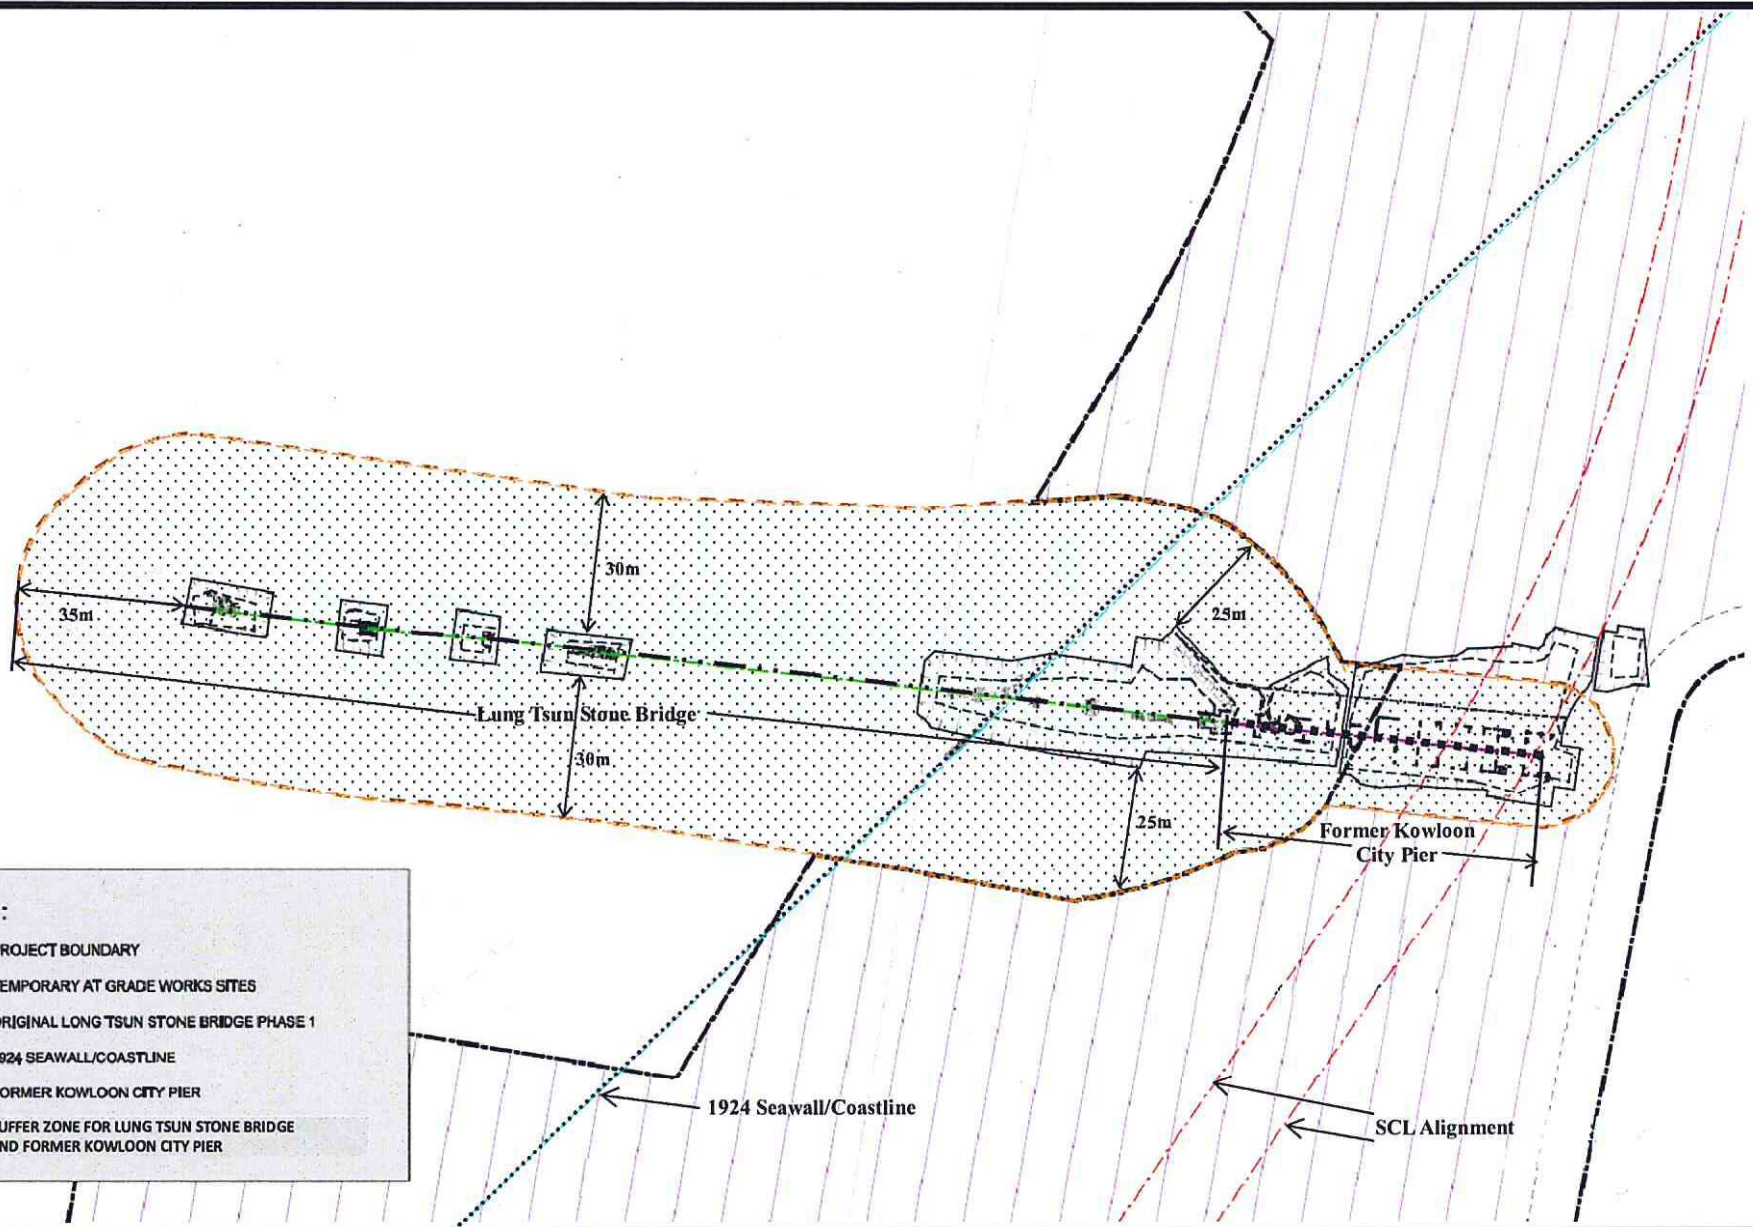 30m
35m
25m
Lung Tsun Stone Bridge
30m
25m
Former Kowloon
City Pier
:
ROJECT BOUNDARY
EMPORARY AT GRADE WORKS SITES
RIGINAL LONG TSUN STONE BRIDGE PHASE 1
924 SEAWALL/COASTLINE
ORMER KOWLOON CITY PIER
UFFER ZONE FOR LUNG TSUN STONE BRIDGE
ND FORMER KOWLOON CITY PIER
1924 Seawall/Coastline
SCL Alignment